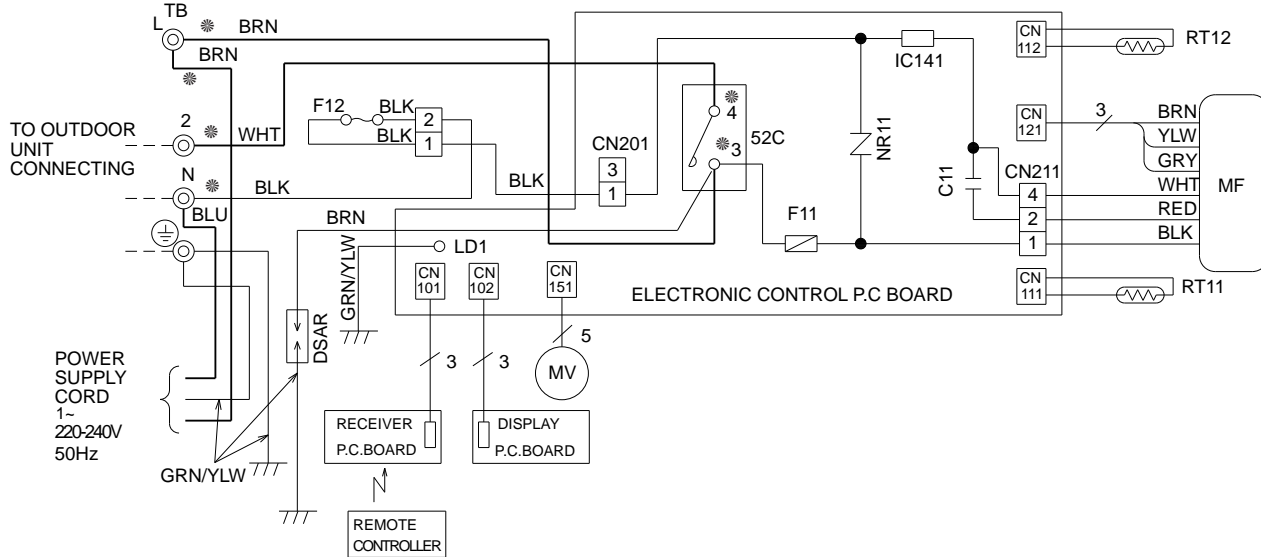 TB
L
BRN
BRN
2
WHT
TO OUTDOOR
UNIT
CONNECTING
N
BLK
BLU
F12
BLK
BLK
2
1
BLK
CN201
3
1
4
3
52C
F11
NR11
IC141
C11
CN211
4
2
1
CN
112
RT12
CN
121
3
BRN
YLW
GRY
WHT
RED
BLK
MF
CN
111
RT11
BRN
GRN/YLW
LD1
CN
101
CN
102
CN
151
ELECTRONIC CONTROL P.C BOARD
DSAR
3
3
5
MV
POWER
SUPPLY
CORD
1~
220-240V
50Hz
GRN/YLW
RECEIVER
P.C.BOARD
DISPLAY
P.C.BOARD
REMOTE
CONTROLLER